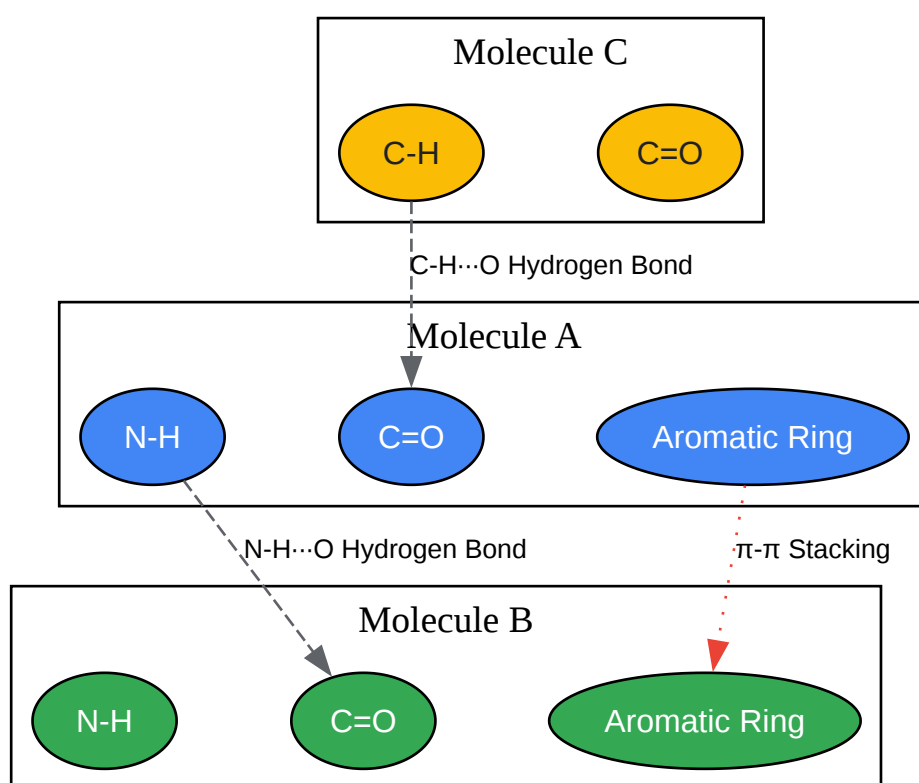 Molecule C
C-H
C=O
C-H···O Hydrogen Bond
Molecule A
N-H
C=O
Aromatic Ring
N-H···O Hydrogen Bond
π-π Stacking
Molecule B
N-H
C=O
Aromatic Ring